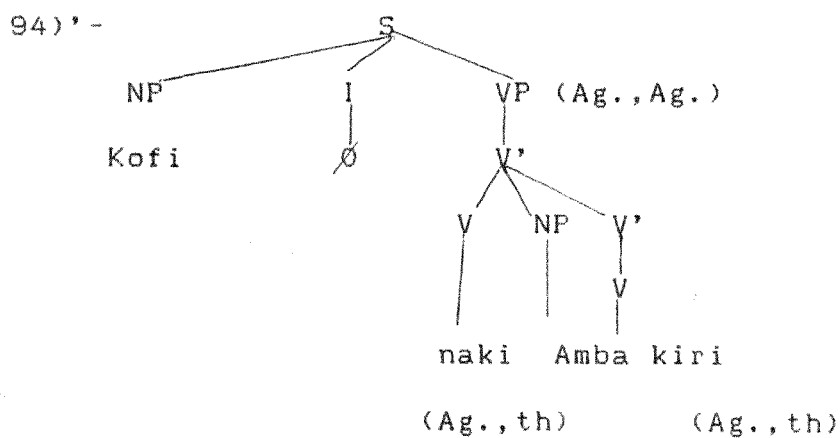 94)'- S
NP I VP (Ag.,Ag.)
Kofi Ø V'
V NP V'
V
naki Amba kiri
(Ag.,th) (Ag.,th)